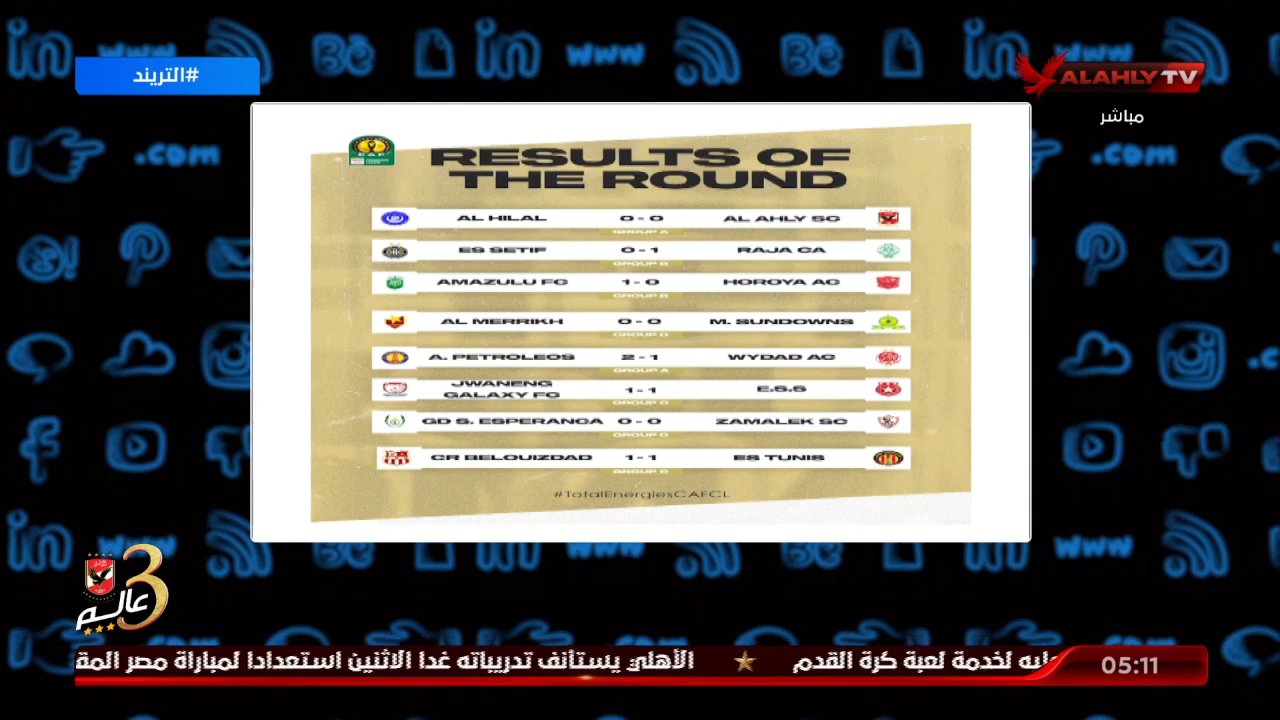 #التريند
ALAHLY TV
مباشر
RESULTS OF
THE ROUND
AL HILAL 0 - 0 AL AHLY SC
GROUP A
ES SETIF 0 - 1 RAJA CA
GROUP B
AMAZULU FC 1 - 0 HOROYA AC
GROUP B
AL MERRIKH 0 - 0 M. SUNDOWNS
A. PETROLEOS 2 - 1 WYDAD AC
GROUP A
JWANENG
GALAXY FC 1 - 1 E.S.S
GROUP C
GD S. ESPERANCA 0 - 0 ZAMALEK SC
GROUP D
CR BELOUIZDAD 1 - 1 ES TUNIS
GROUP C
#TotalEnergiesCAFCL
3
عالم
لخدمة لعبة كرة القدم ★ الأهلي يستأنف تدريباته غدا الاثنين استعدادا لمباراة مصر
05:11